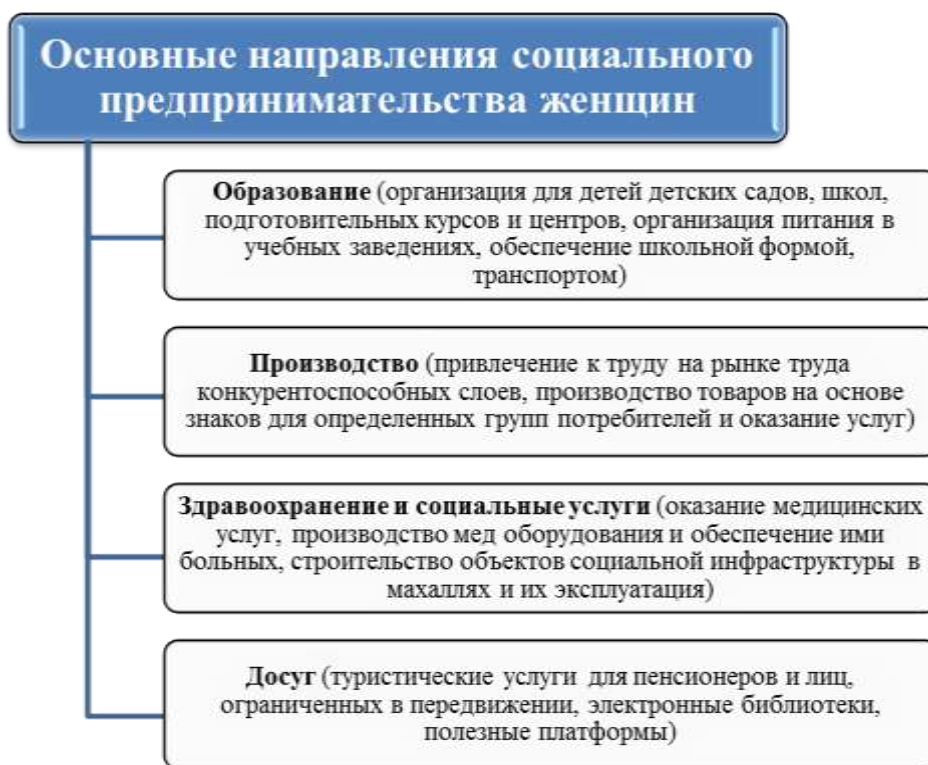 Основные направления социального
предпринимательства женщин
Образование (организация для детей детских садов, школ,
подготовительных курсов и центров, организация питания в
учебных заведениях, обеспечение школьной формой,
транспортом)
Производство (привлечение к труду на рынке труда
конкурентоспособных слоев, производство товаров на основе
знаков для определенных групп потребителей и оказание услуг)
Здравоохранение и социальные услуги (оказание медицинских
услуг, производство мед оборудования и обеспечение ими
больных, строительство объектов социальной инфраструктуры в
махаллях и их эксплуатация)
Досуг (туристические услуги для пенсионеров и лиц,
ограниченных в передвижении, электронные библиотеки,
полезные платформы)